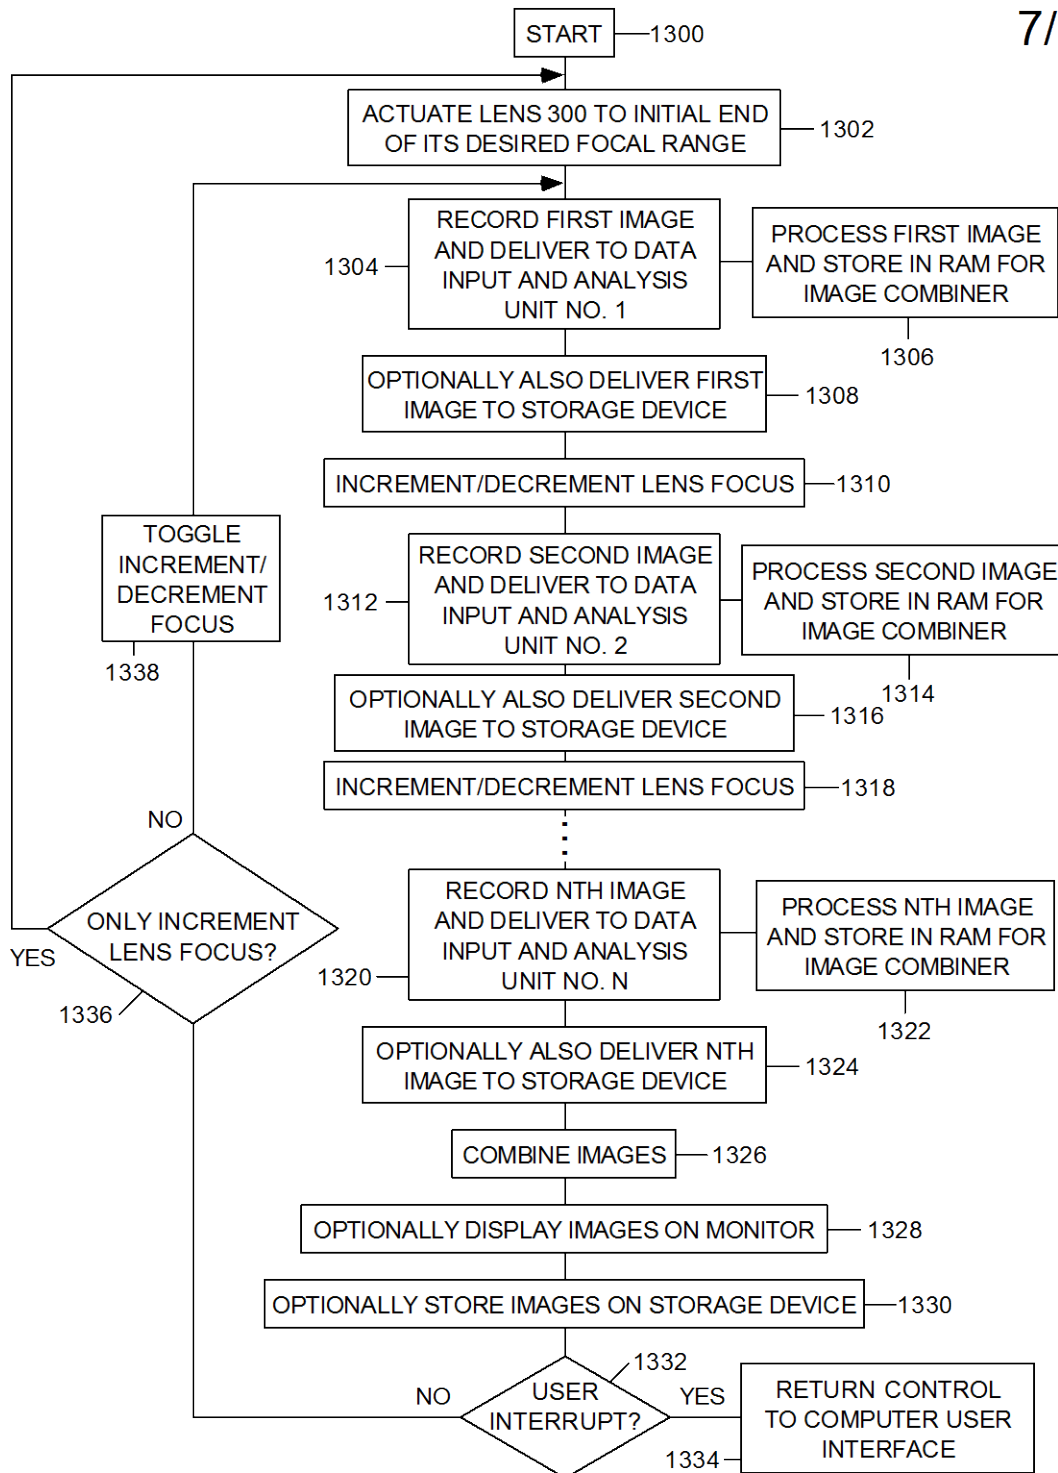 7/
START
1300
ACTUATE LENS 300 TO INITIAL END
OF ITS DESIRED FOCAL RANGE
1302
RECORD FIRST IMAGE
AND DELIVER TO DATA
INPUT AND ANALYSIS
UNIT NO. 1
1304
PROCESS FIRST IMAGE
AND STORE IN RAM FOR
IMAGE COMBINER
1306
OPTIONALLY ALSO DELIVER FIRST
IMAGE TO STORAGE DEVICE
1308
INCREMENT/DECREMENT LENS FOCUS
1310
TOGGLE
INCREMENT/
DECREMENT
FOCUS
1338
RECORD SECOND IMAGE
AND DELIVER TO DATA
INPUT AND ANALYSIS
UNIT NO. 2
1312
PROCESS SECOND IMAGE
AND STORE IN RAM FOR
IMAGE COMBINER
1314
OPTIONALLY ALSO DELIVER SECOND
IMAGE TO STORAGE DEVICE
1316
INCREMENT/DECREMENT LENS FOCUS
1318
NO
ONLY INCREMENT
LENS FOCUS?
YES
1336
RECORD NTH IMAGE
AND DELIVER TO DATA
INPUT AND ANALYSIS
UNIT NO. N
1320
PROCESS NTH IMAGE
AND STORE IN RAM FOR
IMAGE COMBINER
1322
OPTIONALLY ALSO DELIVER NTH
IMAGE TO STORAGE DEVICE
1324
COMBINE IMAGES
1326
OPTIONALLY DISPLAY IMAGES ON MONITOR
1328
OPTIONALLY STORE IMAGES ON STORAGE DEVICE
1330
1332
NO
USER
INTERRUPT?
YES
RETURN CONTROL
TO COMPUTER USER
INTERFACE
1334